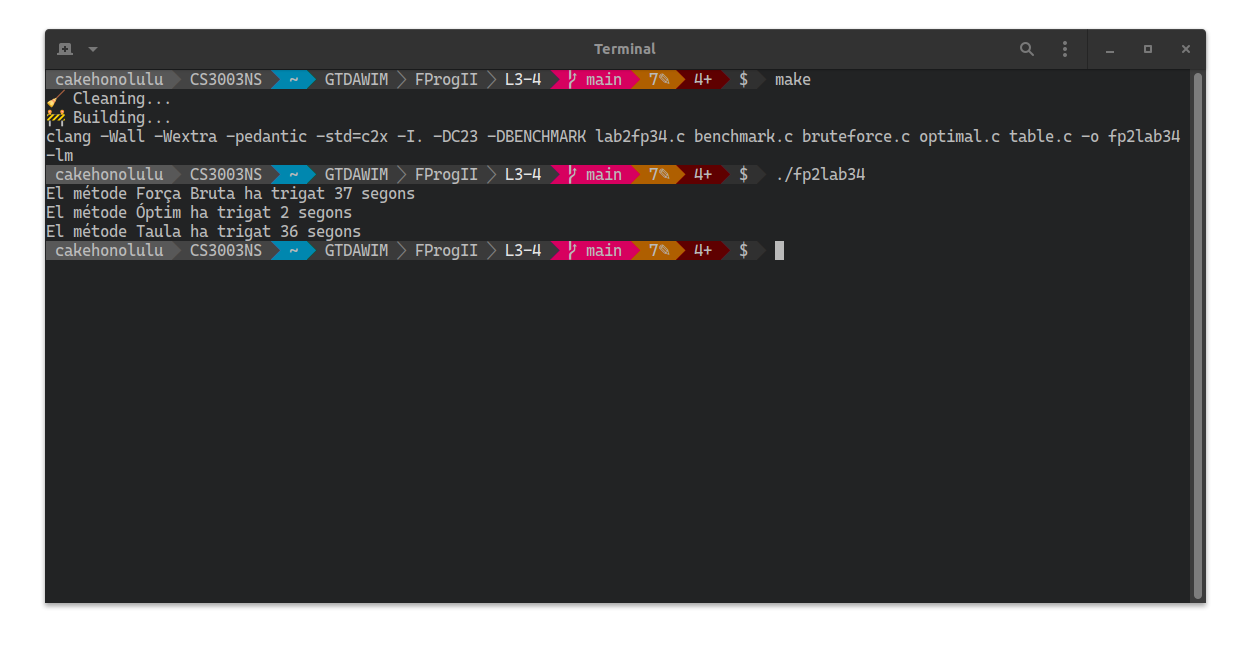 Terminal
cakehonolulu CS3003NS ~ GTDAWIM FProgII L3-4 main 7✎ 4+ $ make
🧹 Cleaning...
🚧 Building...
clang -Wall -Wextra -pedantic -std=c2x -I. -DC23 -DBENCHMARK lab2fp34.c benchmark.c bruteforce.c optimal.c table.c -o fp2lab34
-lm
cakehonolulu CS3003NS ~ GTDAWIM FProgII L3-4 main 7✎ 4+ $ ./fp2lab34
El métode Força Bruta ha trigat 37 segons
El métode Óptim ha trigat 2 segons
El métode Taula ha trigat 36 segons
cakehonolulu CS3003NS ~ GTDAWIM FProgII L3-4 main 7✎ 4+ $